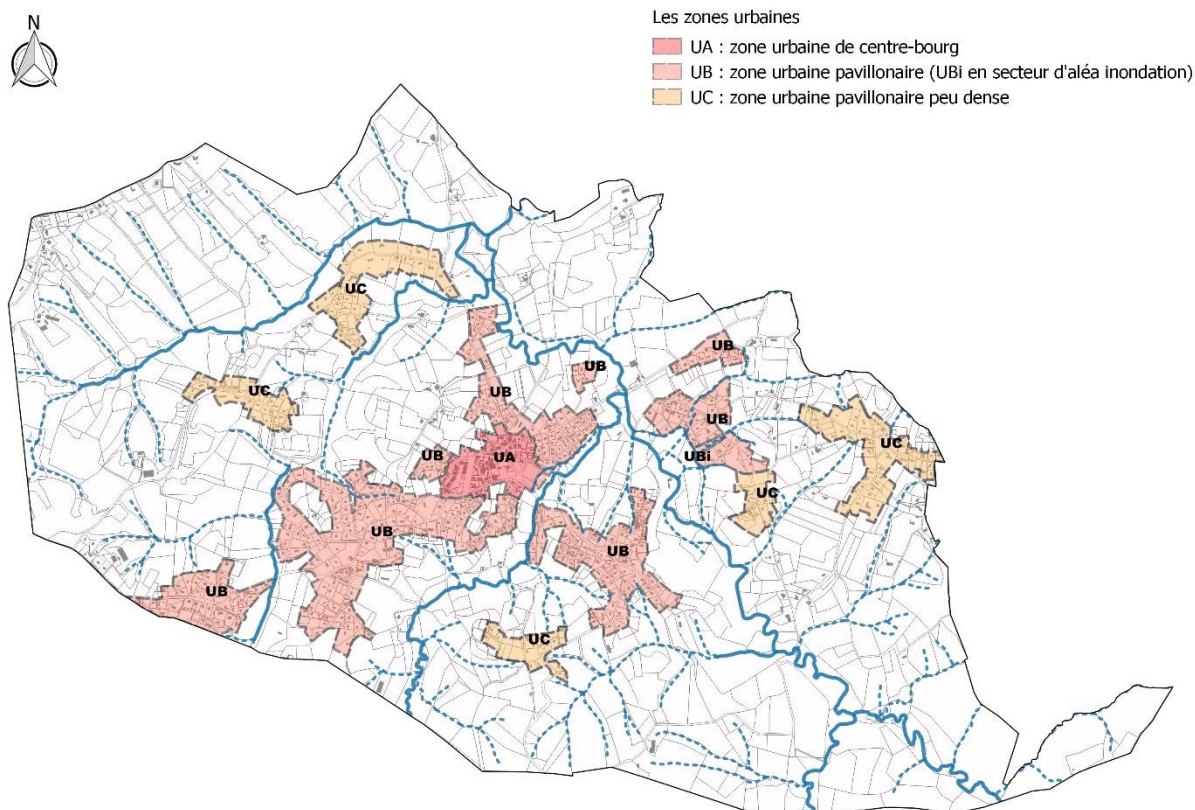 N
Les zones urbaines
UA : zone urbaine de centre-bourg
UB : zone urbaine pavillonaire (UBi en secteur d'aléa inondation)
UC : zone urbaine pavillonaire peu dense
UC
UB
UB
UC
UB
UB
UC
UB
UA
UBi
UC
UB
UB
UB
UC